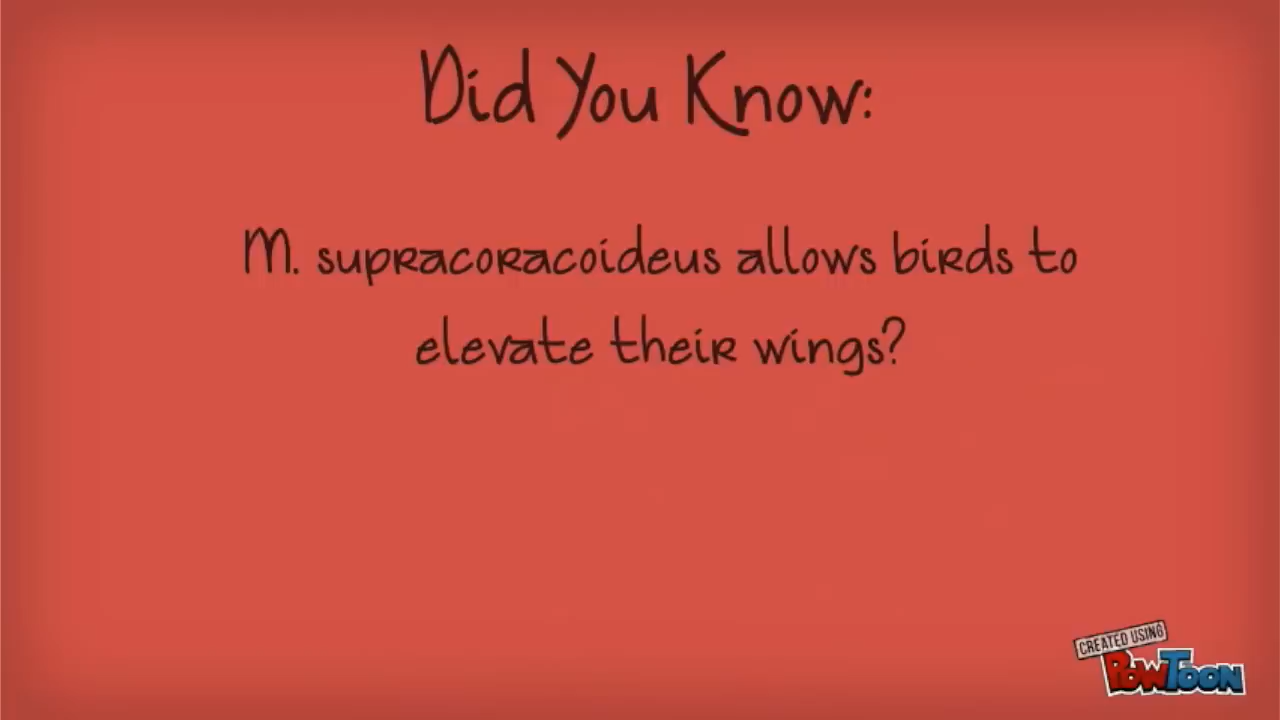 Did You Know:
M. supracoracoideus allows birds to
elevate their wings?
CREATED USING
POWTOON